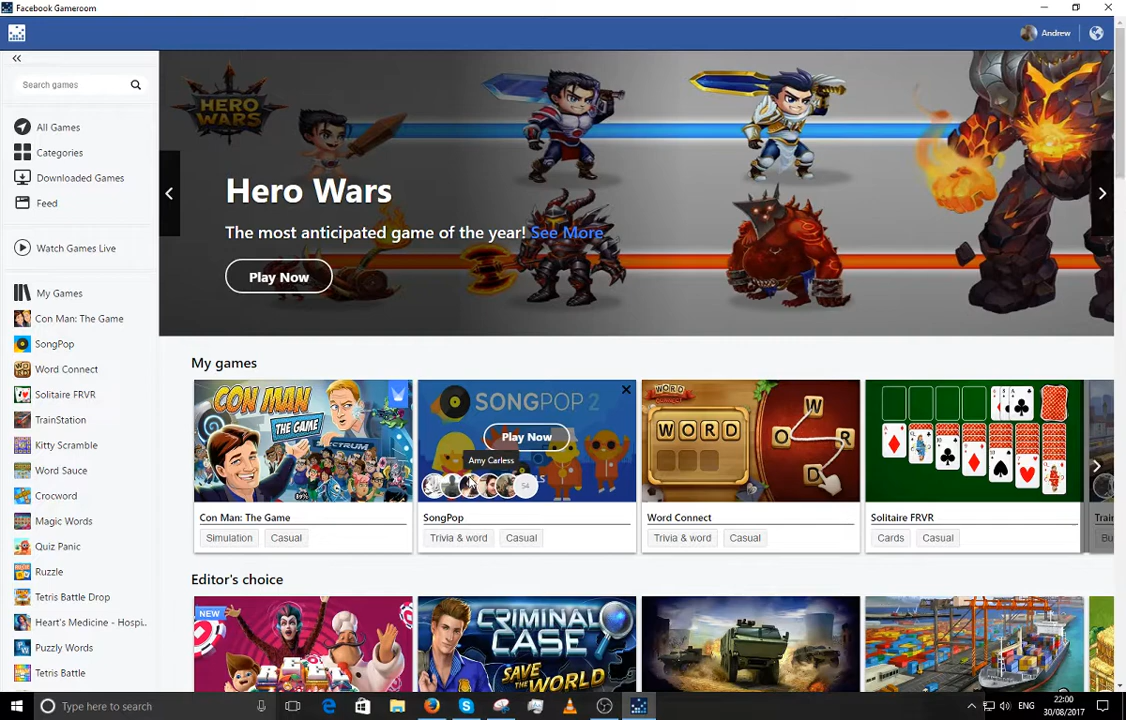 Facebook Gameroom
Andrew
Search games
All Games
Categories
Downloaded Games
Feed
Watch Games Live
My Games
Con Man: The Game
SongPop
Word Connect
Solitaire FRVR
TrainStation
Kitty Scramble
Word Sauce
Crocword
Magic Words
Quiz Panic
Ruzzle
Tetris Battle Drop
Heart's Medicine - Hospi..
Puzzly Words
Tetris Battle
HERO
WARS
Hero Wars
The most anticipated game of the year! See More
Play Now
My games
CON MAN
THE GAME
SPECTRUM
Con Man: The Game
Simulation
Casual
SONGPOP 2
Play Now
Amy Carless
54
SongPop
Trivia & word
Casual
WORD
WORD
W
O
R
D
Word Connect
Trivia & word
Casual
Solitaire FRVR
Cards
Casual
Trai
Bu
Editor's choice
NEW
CRIMINAL
CASE
SAVE THE
WORLD
Type here to search
ENG
22:00
30/08/2017